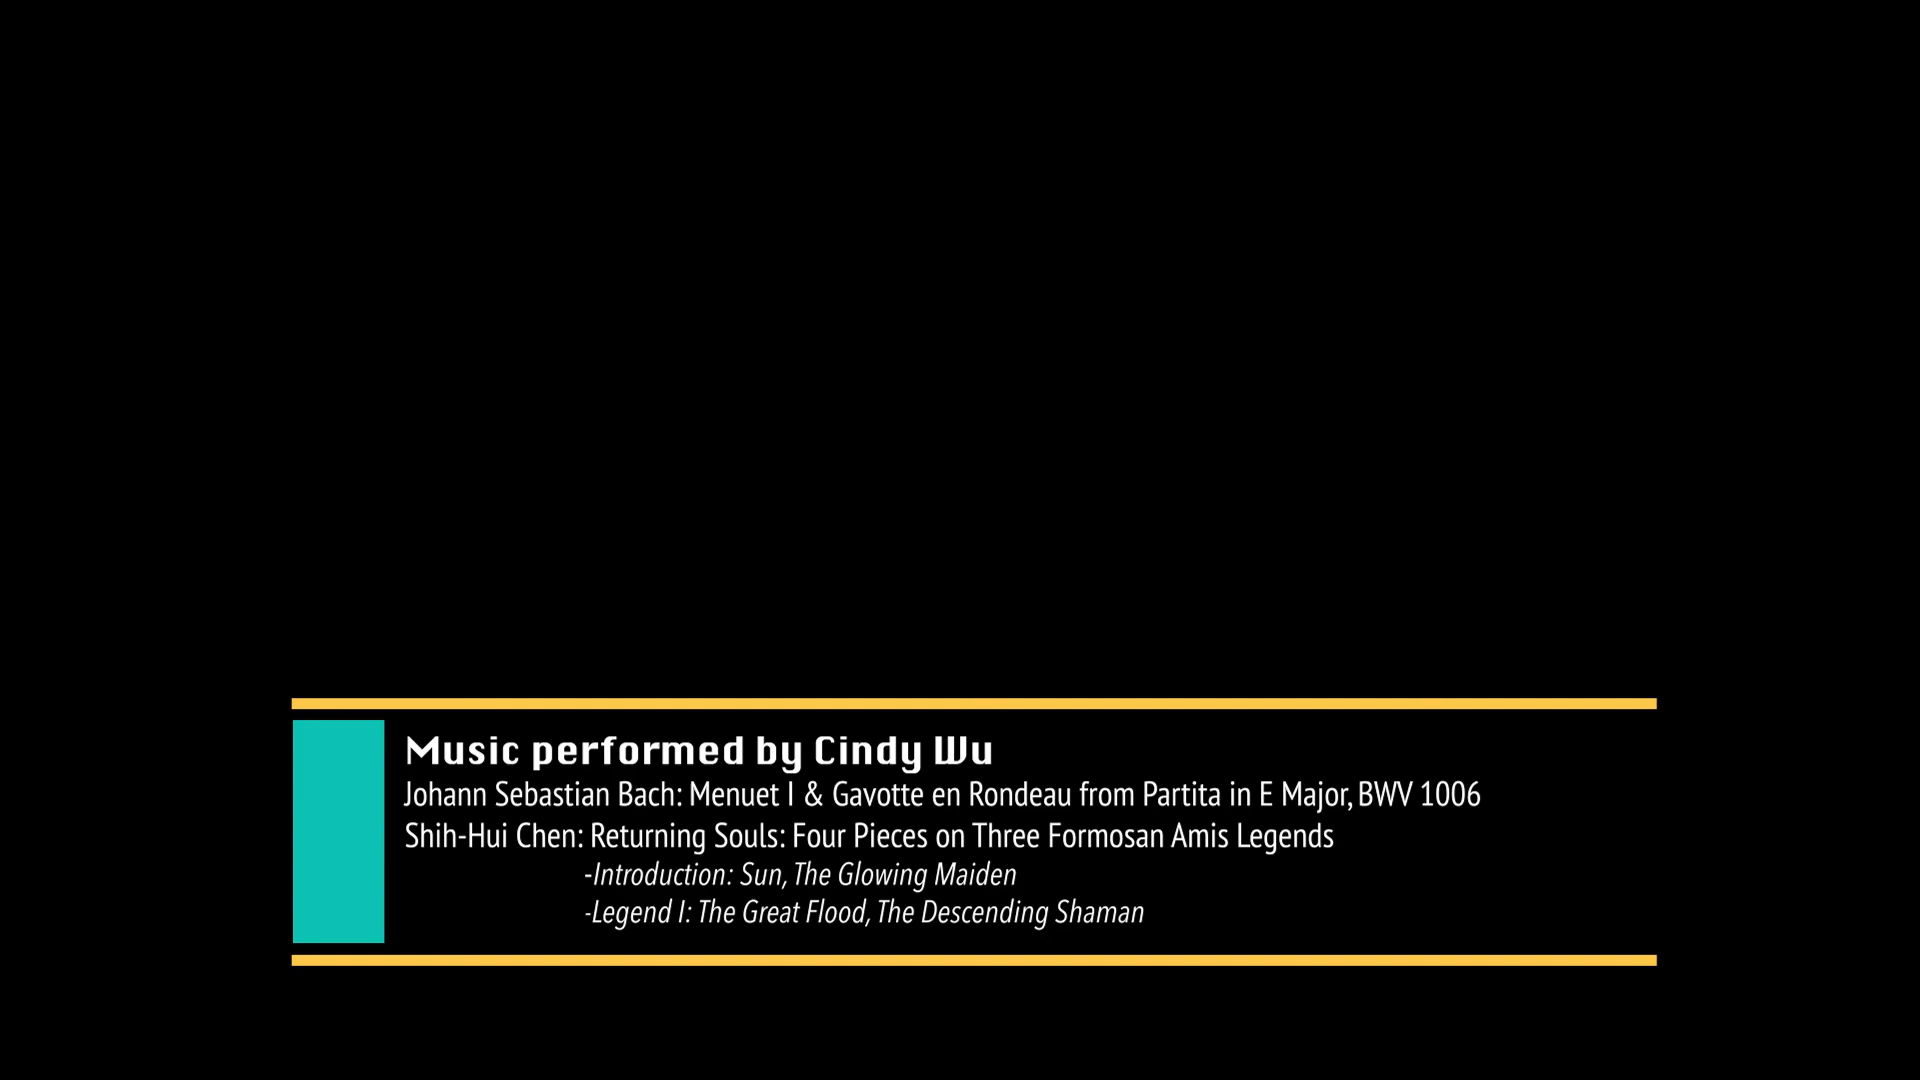 Music performed by Cindy Wu
Johann Sebastian Bach: Menuet I & Gavotte en Rondeau from Partita in E Major, BWV 1006
Shih-Hui Chen: Returning Souls: Four Pieces on Three Formosan Amis Legends
-Introduction: Sun, The Glowing Maiden
-Legend I: The Great Flood, The Descending Shaman